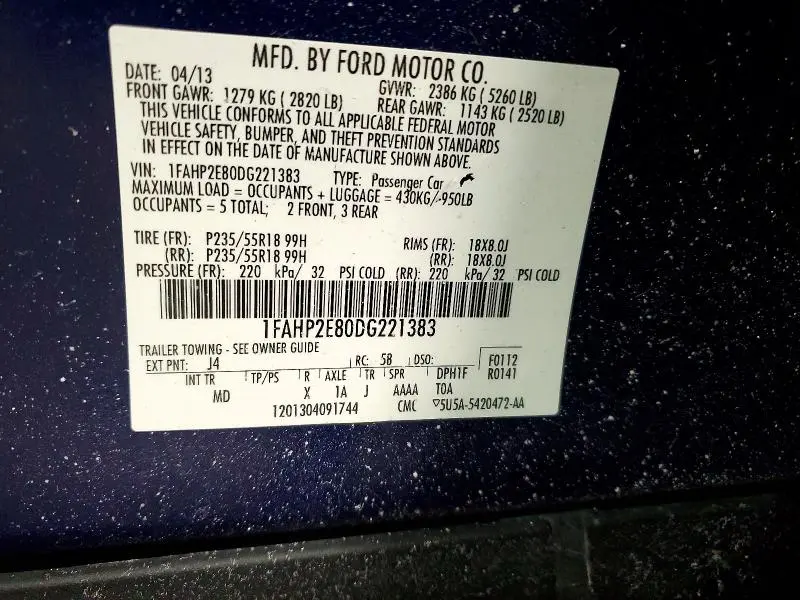 MFD. BY FORD MOTOR CO.
DATE: 04/13 GVWR: 2386 KG ( 5260 LB)
FRONT GAWR: 1279 KG ( 2820 LB) REAR GAWR: 1143 KG ( 2520 LB)
THIS VEHICLE CONFORMS TO ALL APPLICABLE FEDERAL MOTOR
VEHICLE SAFETY, BUMPER, AND THEFT PREVENTION STANDARDS
IN EFFECT ON THE DATE OF MANUFACTURE SHOWN ABOVE.
VIN: 1FAHP2E80DG221383 TYPE: Passenger Car
MAXIMUM LOAD = OCCUPANTS + LUGGAGE = 430KG/-950LB
OCCUPANTS = 5 TOTAL; 2 FRONT, 3 REAR
TIRE (FR): P235/55R18 99H RIMS (FR): 18X8.0J
(RR): P235/55R18 99H (RR): 18X8.0J
PRESSURE (FR): 220 kPa/ 32 PSI COLD (RR): 220 kPa/ 32 PSI COLD
1FAHP2E80DG221383
TRAILER TOWING - SEE OWNER GUIDE
EXT PNT: J4 RC: 58 DSO: F0112
INT TR TP/PS R AXLE TR SPR DPH1F R0141
MD X 1A J AAAA TOA
1201304091744 CMC ▽5U5A-5420472-AA